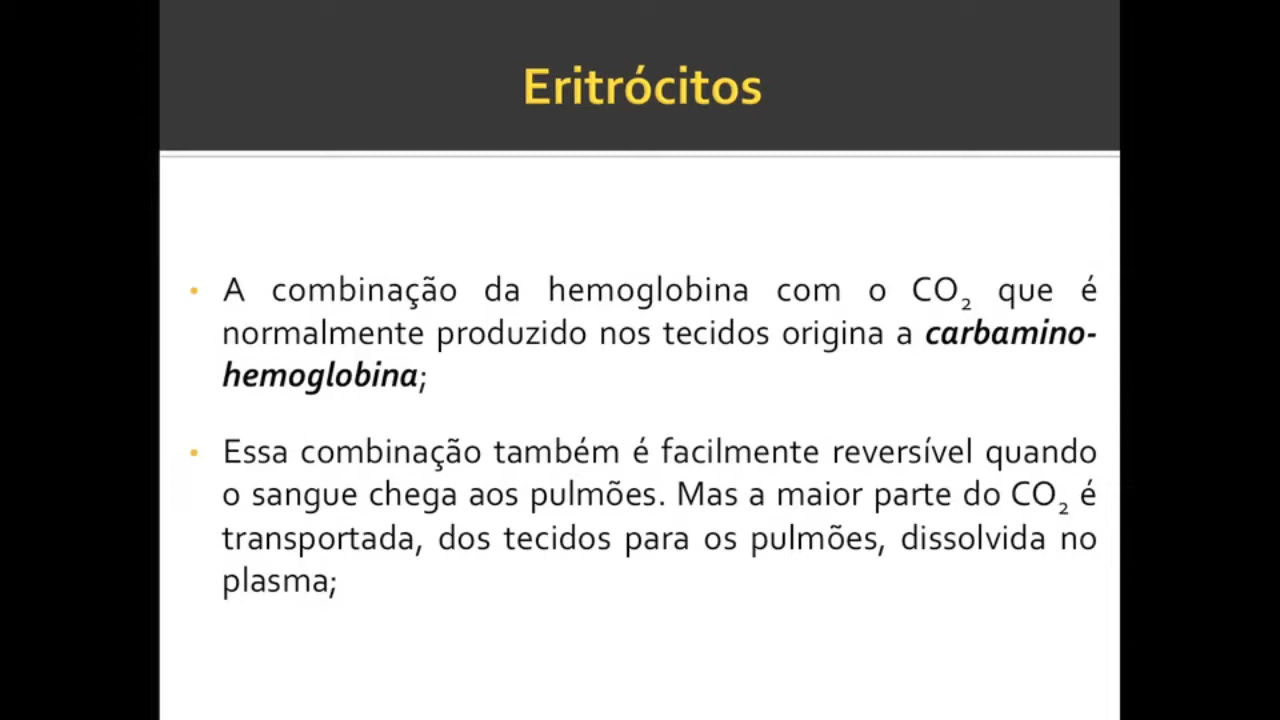 Eritrócitos
• A combinação da hemoglobina com o CO₂ que é
normalmente produzido nos tecidos origina a carbamino-
hemoglobina;
• Essa combinação também é facilmente reversível quando
o sangue chega aos pulmões. Mas a maior parte do CO₂ é
transportada, dos tecidos para os pulmões, dissolvida no
plasma;